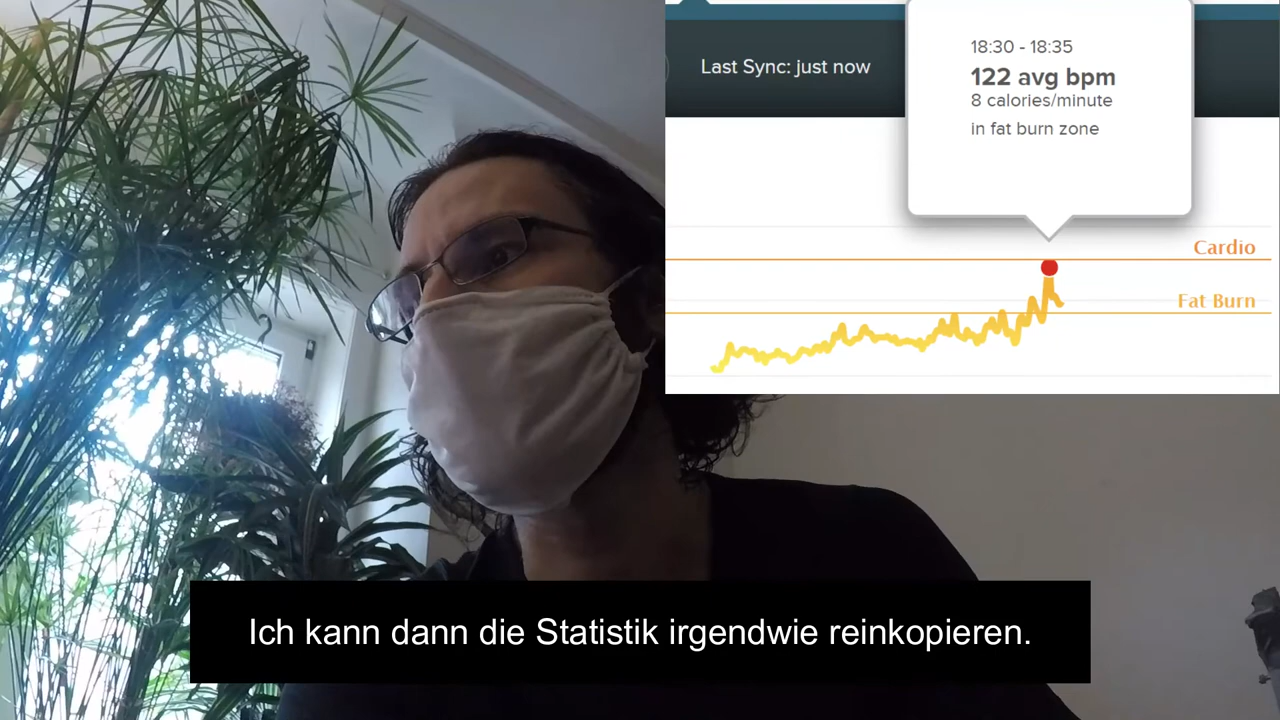 Last Sync: just now
18:30 - 18:35
122 avg bpm
8 calories/minute
in fat burn zone
Cardio
Fat Burn
Ich kann dann die Statistik irgendwie reinkopieren.